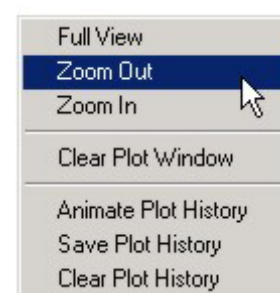 Full View
Zoom Out
Zoom In
Clear Plot Window
Animate Plot History
Save Plot History
Clear Plot History